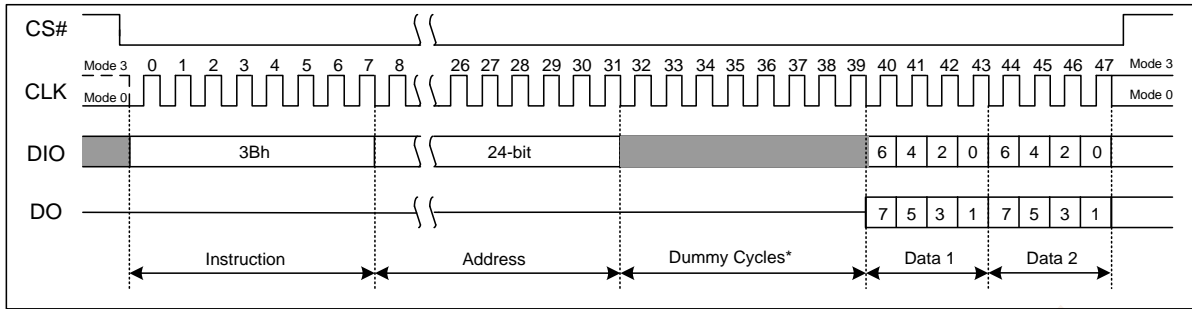 CS#
Mode 3 0 1 2 3 4 5 6 7 8 26 27 28 29 30 31 32 33 34 35 36 37 38 39 40 41 42 43 44 45 46 47 Mode 3
CLK
Mode 0 Mode 0
DIO 3Bh 24-bit 6 4 2 0 6 4 2 0
DO 7 5 3 1 7 5 3 1
Instruction Address Dummy Cycles* Data 1 Data 2